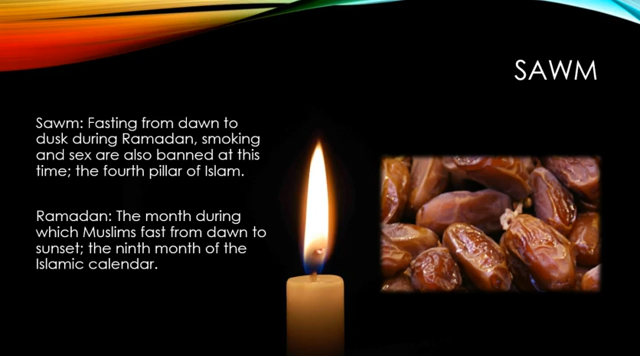 SAWM
Sawm: Fasting from dawn to
dusk during Ramadan, smoking
and sex are also banned at this
time; the fourth pillar of Islam.
Ramadan: The month during
which Muslims fast from dawn to
sunset; the ninth month of the
Islamic calendar.